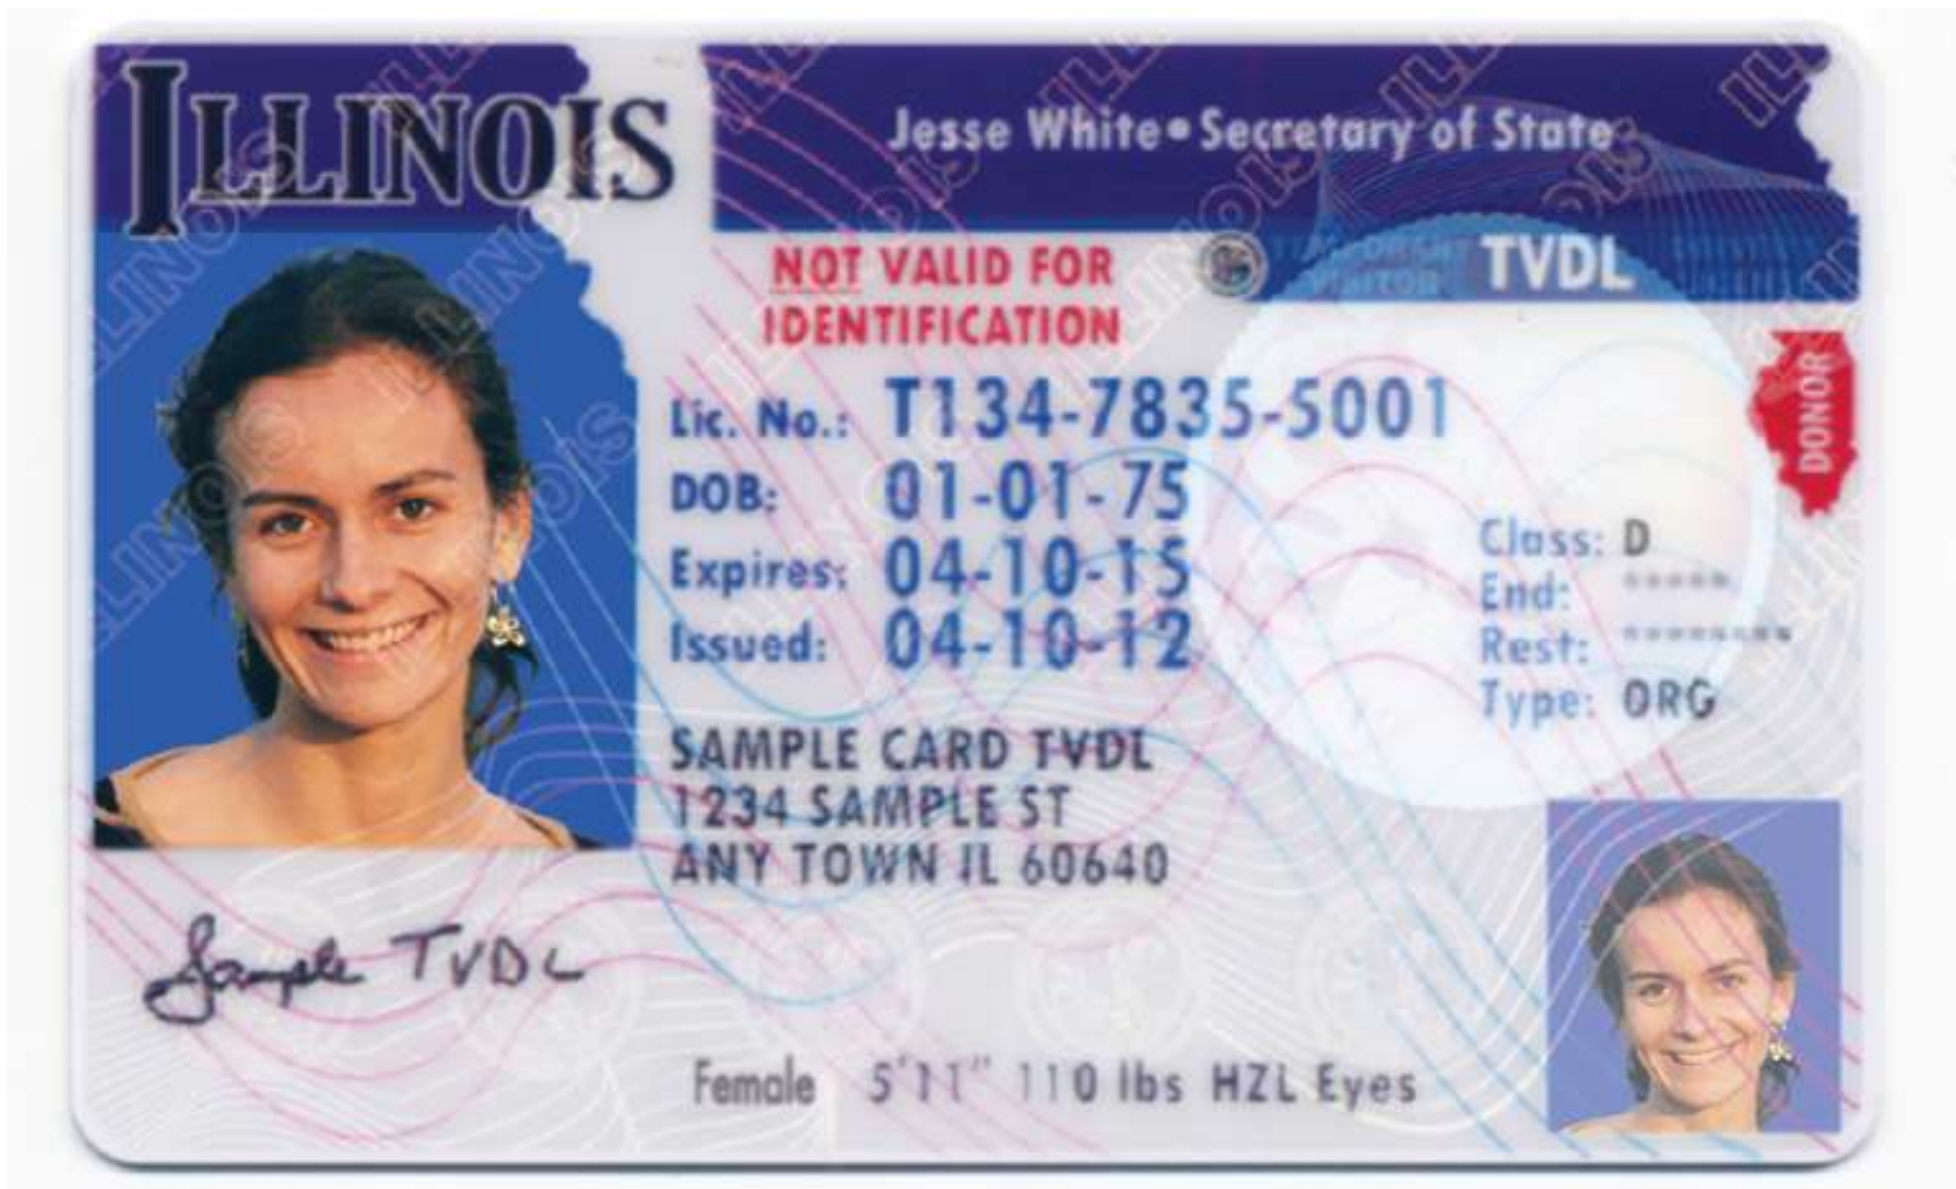 ILLINOIS
Jesse White•Secretary of State
TVDL
NOT VALID FOR
IDENTIFICATION
DONOR
Lic. No.: T134-7835-5001
DOB: 01-01-75
Expires: 04-10-15
Issued: 04-10-12
Class: D
End: *****
Rest: ********
Type: ORG
SAMPLE CARD TVDL
1234 SAMPLE ST
ANY TOWN IL 60640
Sample TVDL
Female 5'11" 110 lbs HZL Eyes